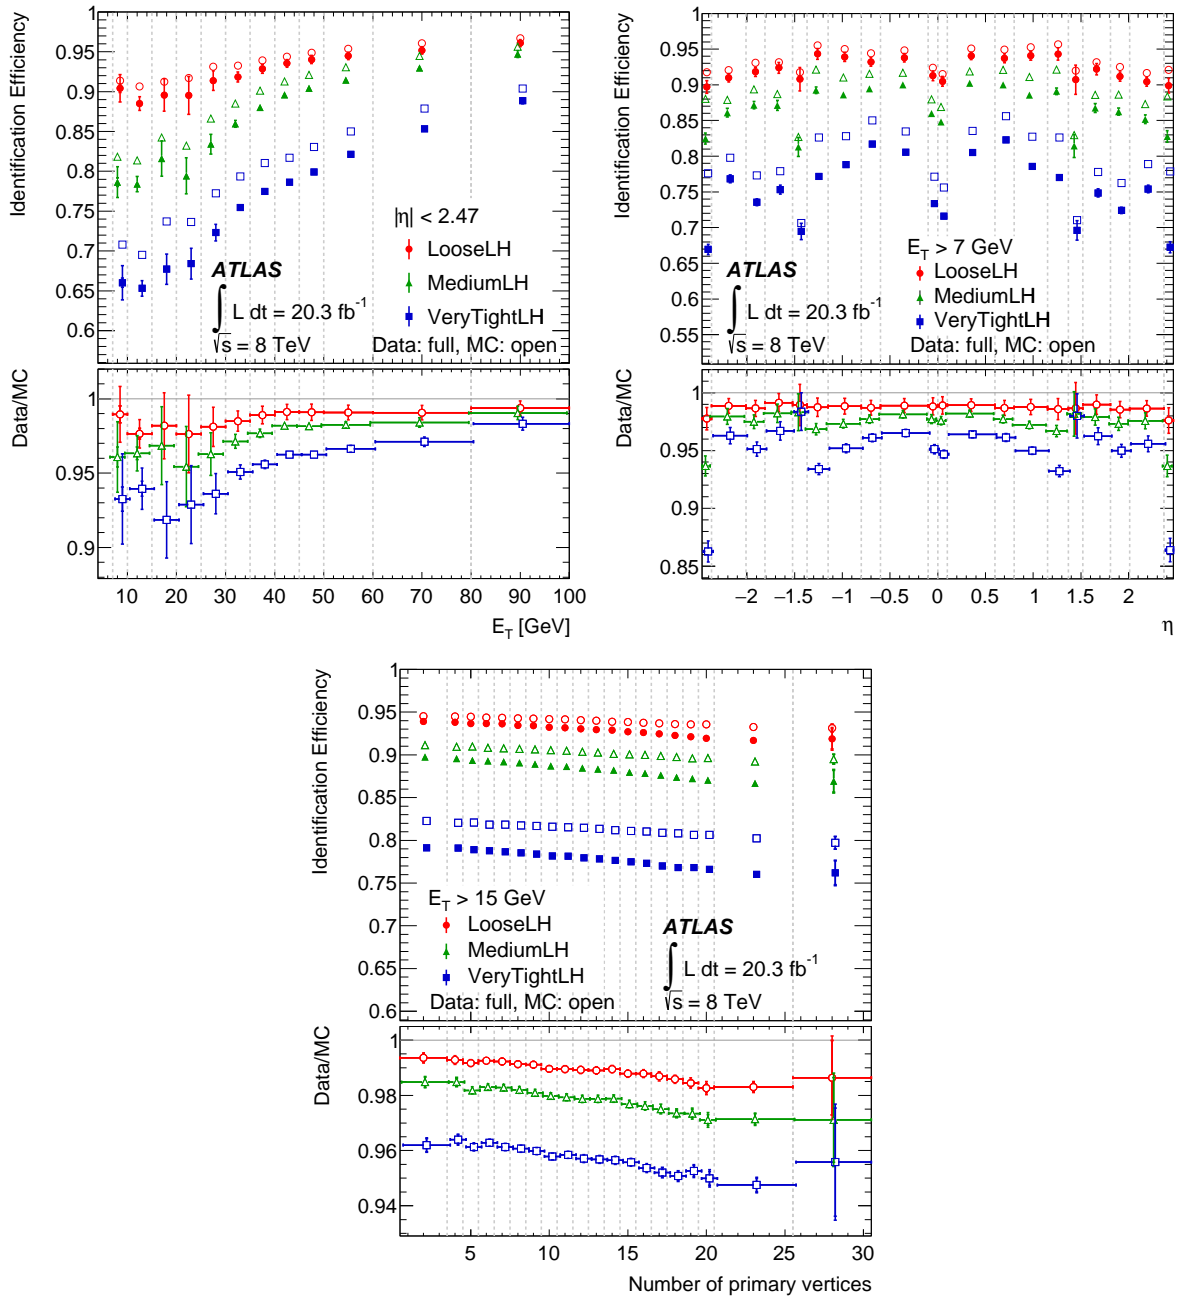 Identification Efficiency
1
0.95
0.9
0.85
0.8
0.75
0.7
0.65
0.6
|η| < 2.47
LooseLH
MediumLH
VeryTightLH
Data: full, MC: open
ATLAS
∫ L dt = 20.3 fb⁻¹
√s = 8 TeV
Data/MC
1
0.95
0.9
10 20 30 40 50 60 70 80 90 100
E_T [GeV]
Identification Efficiency
1
0.95
0.9
0.85
0.8
0.75
0.7
0.65
0.6
0.55
E_T > 7 GeV
LooseLH
MediumLH
VeryTightLH
Data: full, MC: open
ATLAS
∫ L dt = 20.3 fb⁻¹
√s = 8 TeV
Data/MC
1
0.95
0.9
0.85
−2 −1.5 −1 −0.5 0 0.5 1 1.5 2
η
Identification Efficiency
1
0.95
0.9
0.85
0.8
0.75
0.7
0.65
0.6
E_T > 15 GeV
LooseLH
MediumLH
VeryTightLH
Data: full, MC: open
ATLAS
∫ L dt = 20.3 fb⁻¹
√s = 8 TeV
Data/MC
1
0.98
0.96
0.94
5 10 15 20 25 30
Number of primary vertices